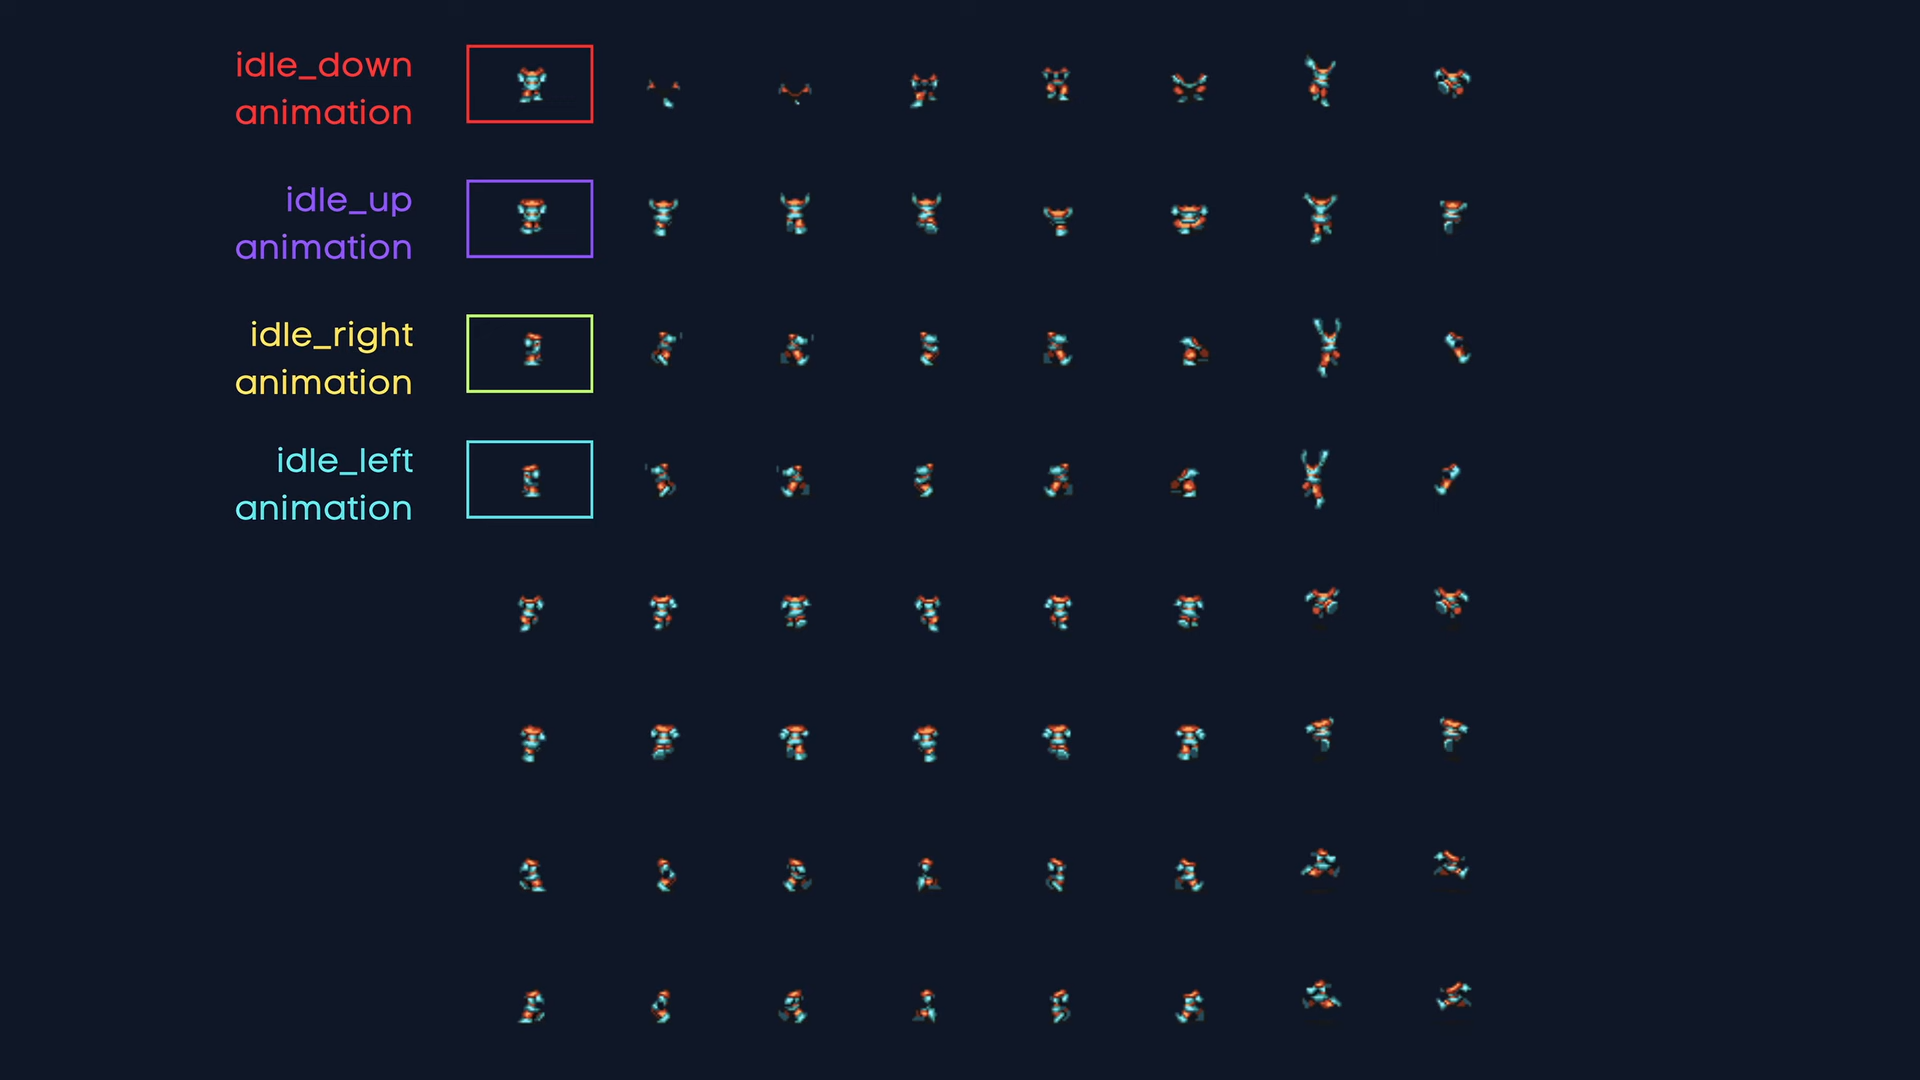 idle_down
animation
idle_up
animation
idle_right
animation
idle_left
animation